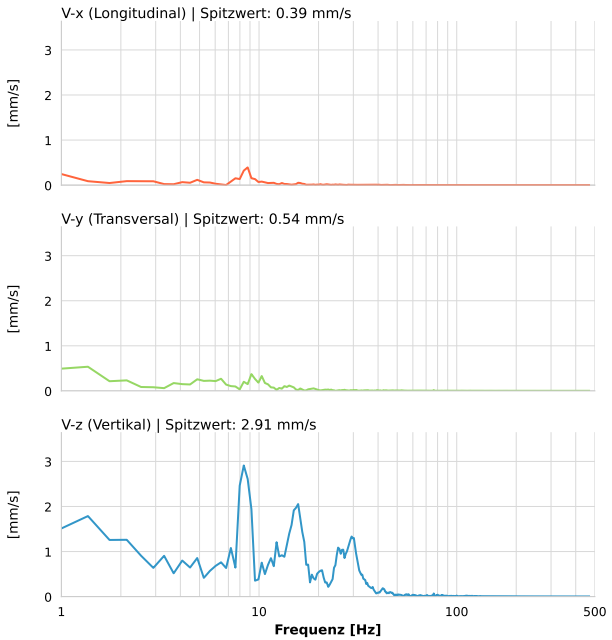 V-x (Longitudinal) | Spitzwert: 0.39 mm/s
3
2
1
0
[mm/s]
V-y (Transversal) | Spitzwert: 0.54 mm/s
3
2
1
0
[mm/s]
V-z (Vertikal) | Spitzwert: 2.91 mm/s
3
2
1
0
[mm/s]
1 10 100 500
Frequenz [Hz]